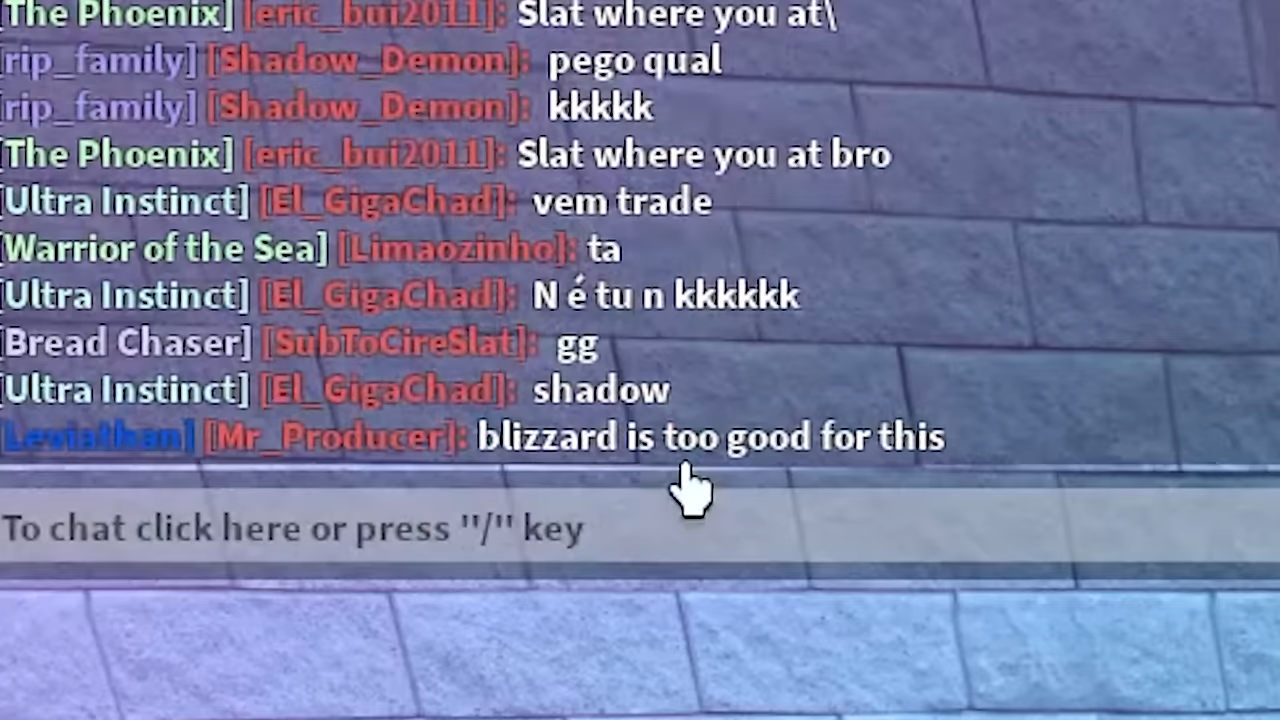 [The Phoenix] [eric_bui2011]: Slat where you at\
[rip_family] [Shadow_Demon]: pego qual
[rip_family] [Shadow_Demon]: kkkkk
[The Phoenix] [eric_bui2011]: Slat where you at bro
[Ultra Instinct] [El_GigaChad]: vem trade
[Warrior of the Sea] [Limaozinho]: ta
[Ultra Instinct] [El_GigaChad]: N é tu n kkkkkk
[Bread Chaser] [SubToCireSlat]: gg
[Ultra Instinct] [El_GigaChad]: shadow
[Leviathan] [Mr_Producer]: blizzard is too good for this
To chat click here or press "/" key